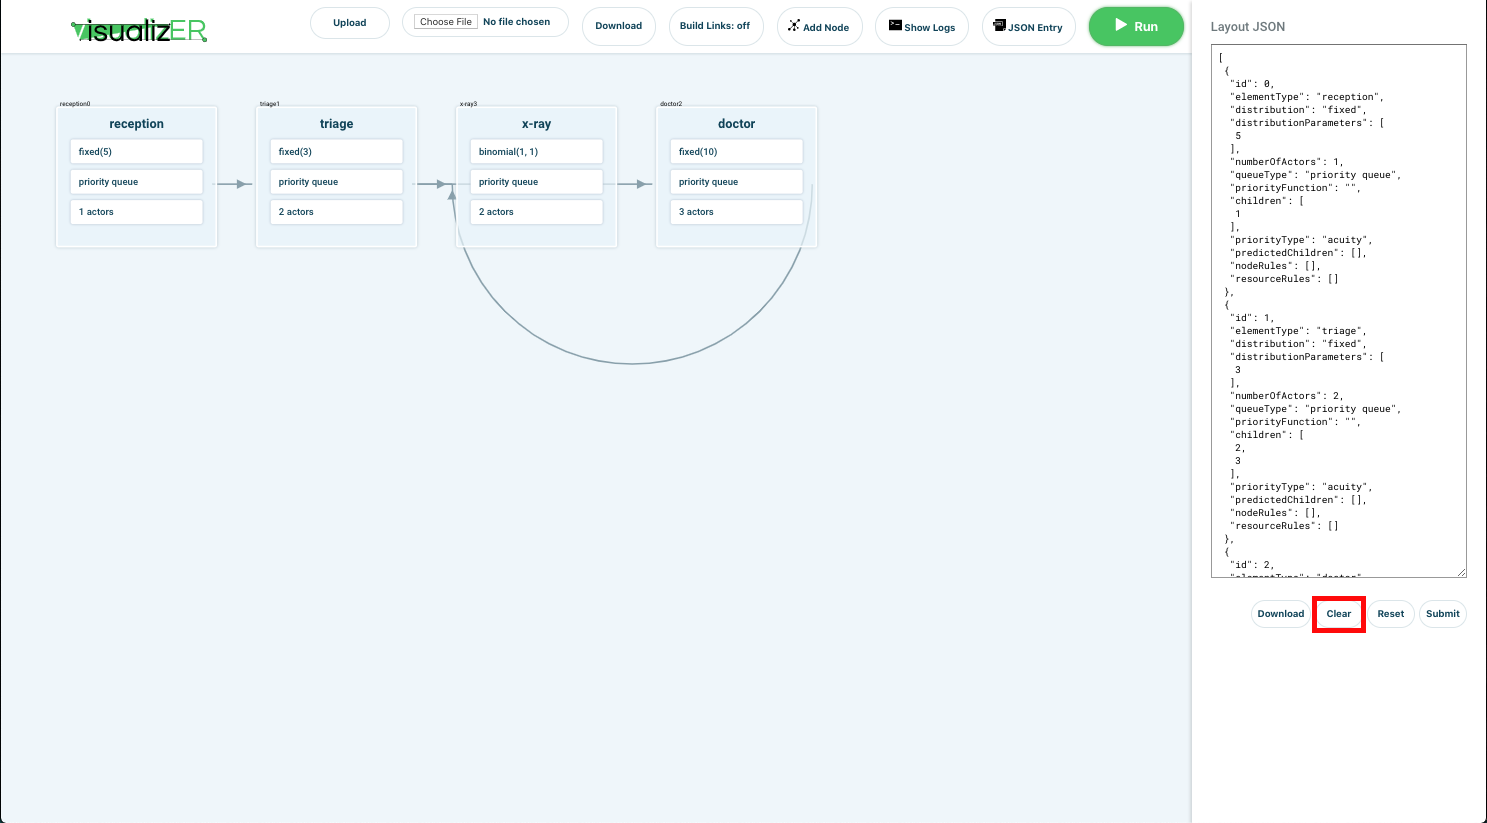 visualizER
Upload
Choose File No file chosen
Download
Build Links: off
Add Node
Show Logs
JSON Entry
Run
reception0
reception
fixed(5)
priority queue
1 actors
triage1
triage
fixed(3)
priority queue
2 actors
x-ray3
x-ray
binomial(1, 1)
priority queue
2 actors
doctor2
doctor
fixed(10)
priority queue
3 actors
Layout JSON
[
{
"id": 0,
"elementType": "reception",
"distribution": "fixed",
"distributionParameters": [
5
],
"numberOfActors": 1,
"queueType": "priority queue",
"priorityFunction": "",
"children": [
1
],
"priorityType": "acuity",
"predictedChildren": [],
"nodeRules": [],
"resourceRules": []
},
{
"id": 1,
"elementType": "triage",
"distribution": "fixed",
"distributionParameters": [
3
],
"numberOfActors": 2,
"queueType": "priority queue",
"priorityFunction": "",
"children": [
2,
3
],
"priorityType": "acuity",
"predictedChildren": [],
"nodeRules": [],
"resourceRules": []
},
{
"id": 2,
"elementType": "doctor",
Download
Clear
Reset
Submit